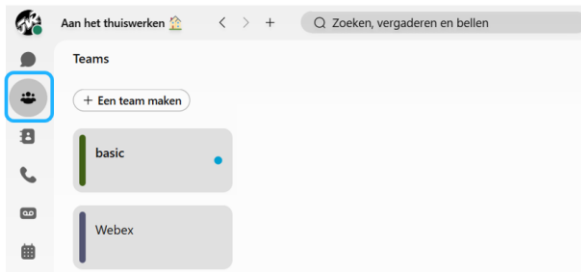 Aan het thuiswerken 🏠
Zoeken, vergaderen en bellen
Teams
+ Een team maken
basic
Webex